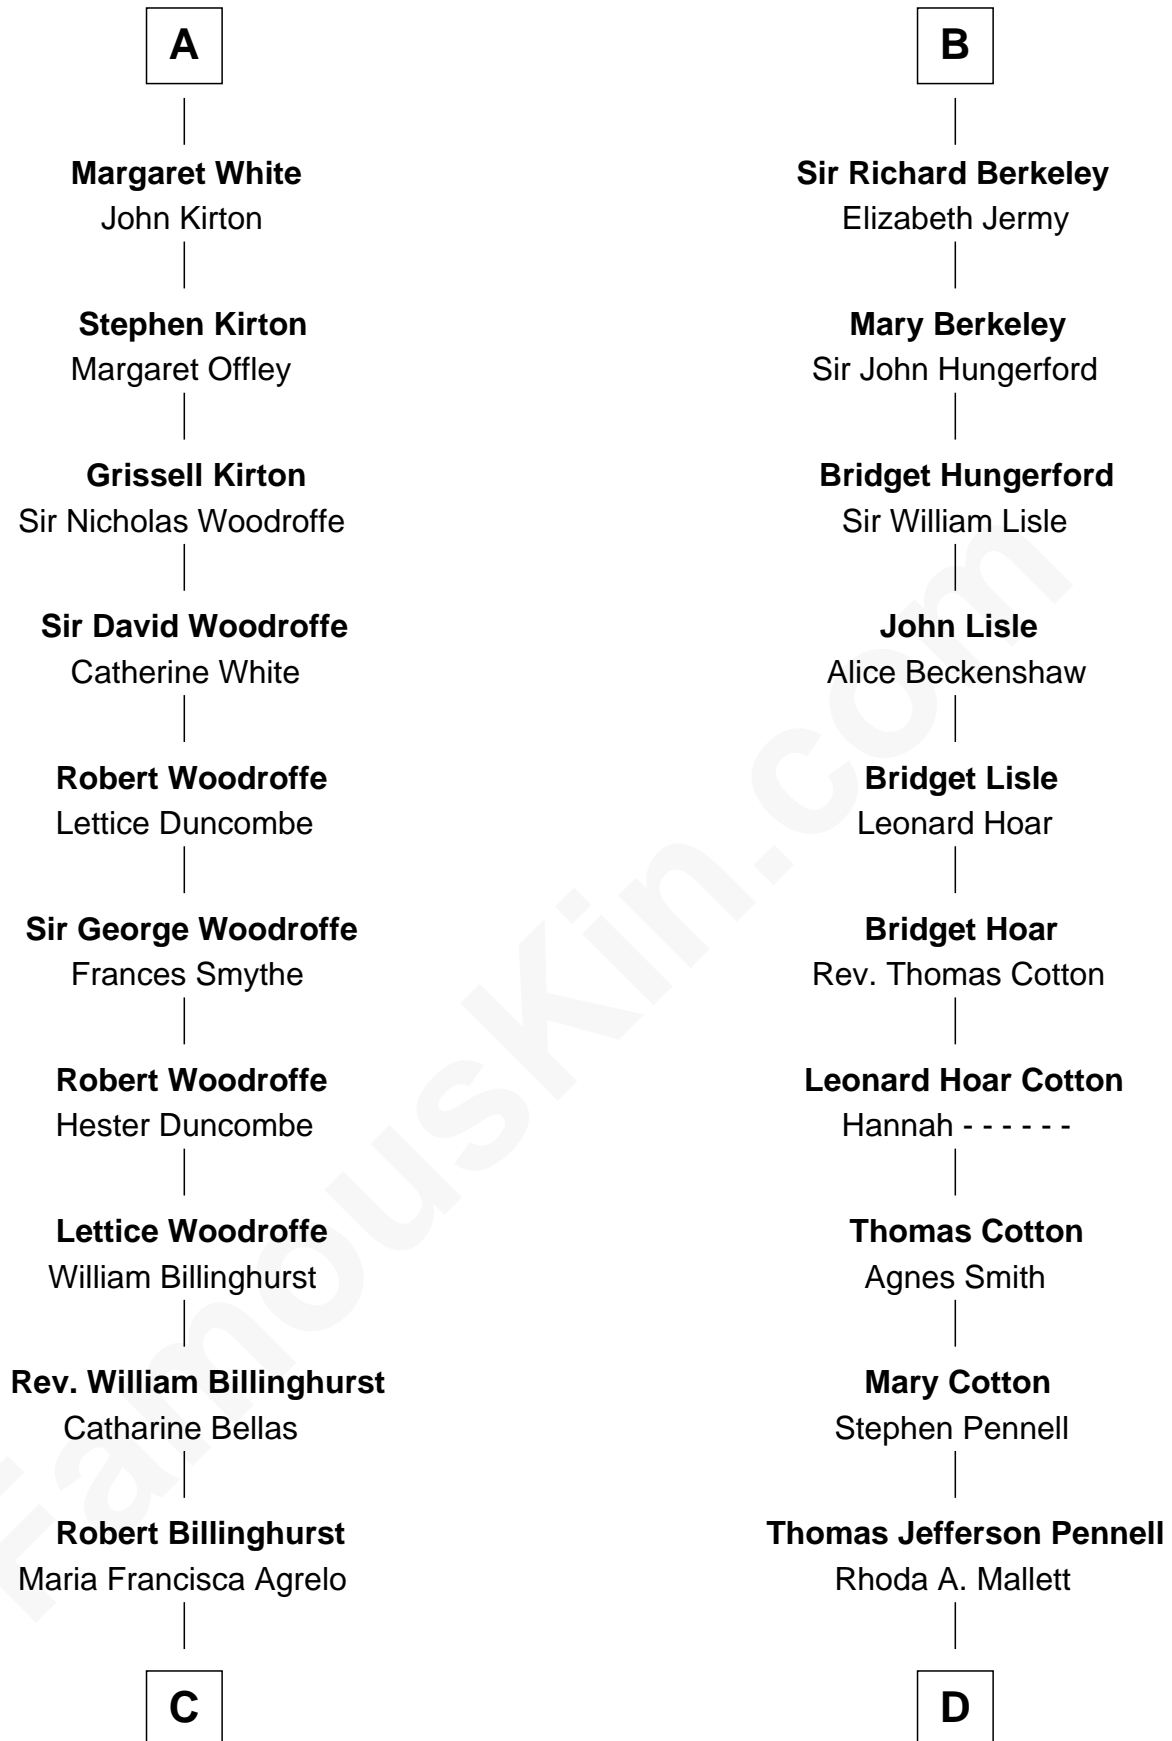 A
Margaret White
John Kirton
Stephen Kirton
Margaret Offley
Grissell Kirton
Sir Nicholas Woodroffe
Sir David Woodroffe
Catherine White
Robert Woodroffe
Lettice Duncombe
Sir George Woodroffe
Frances Smythe
Robert Woodroffe
Hester Duncombe
Lettice Woodroffe
William Billinghurst
Rev. William Billinghurst
Catharine Bellas
Robert Billinghurst
Maria Francisca Agrelo
C
B
Sir Richard Berkeley
Elizabeth Jermy
Mary Berkeley
Sir John Hungerford
Bridget Hungerford
Sir William Lisle
John Lisle
Alice Beckenshaw
Bridget Lisle
Leonard Hoar
Bridget Hoar
Rev. Thomas Cotton
Leonard Hoar Cotton
Hannah - - - - - -
Thomas Cotton
Agnes Smith
Mary Cotton
Stephen Pennell
Thomas Jefferson Pennell
Rhoda A. Mallett
D
FamousKin.com